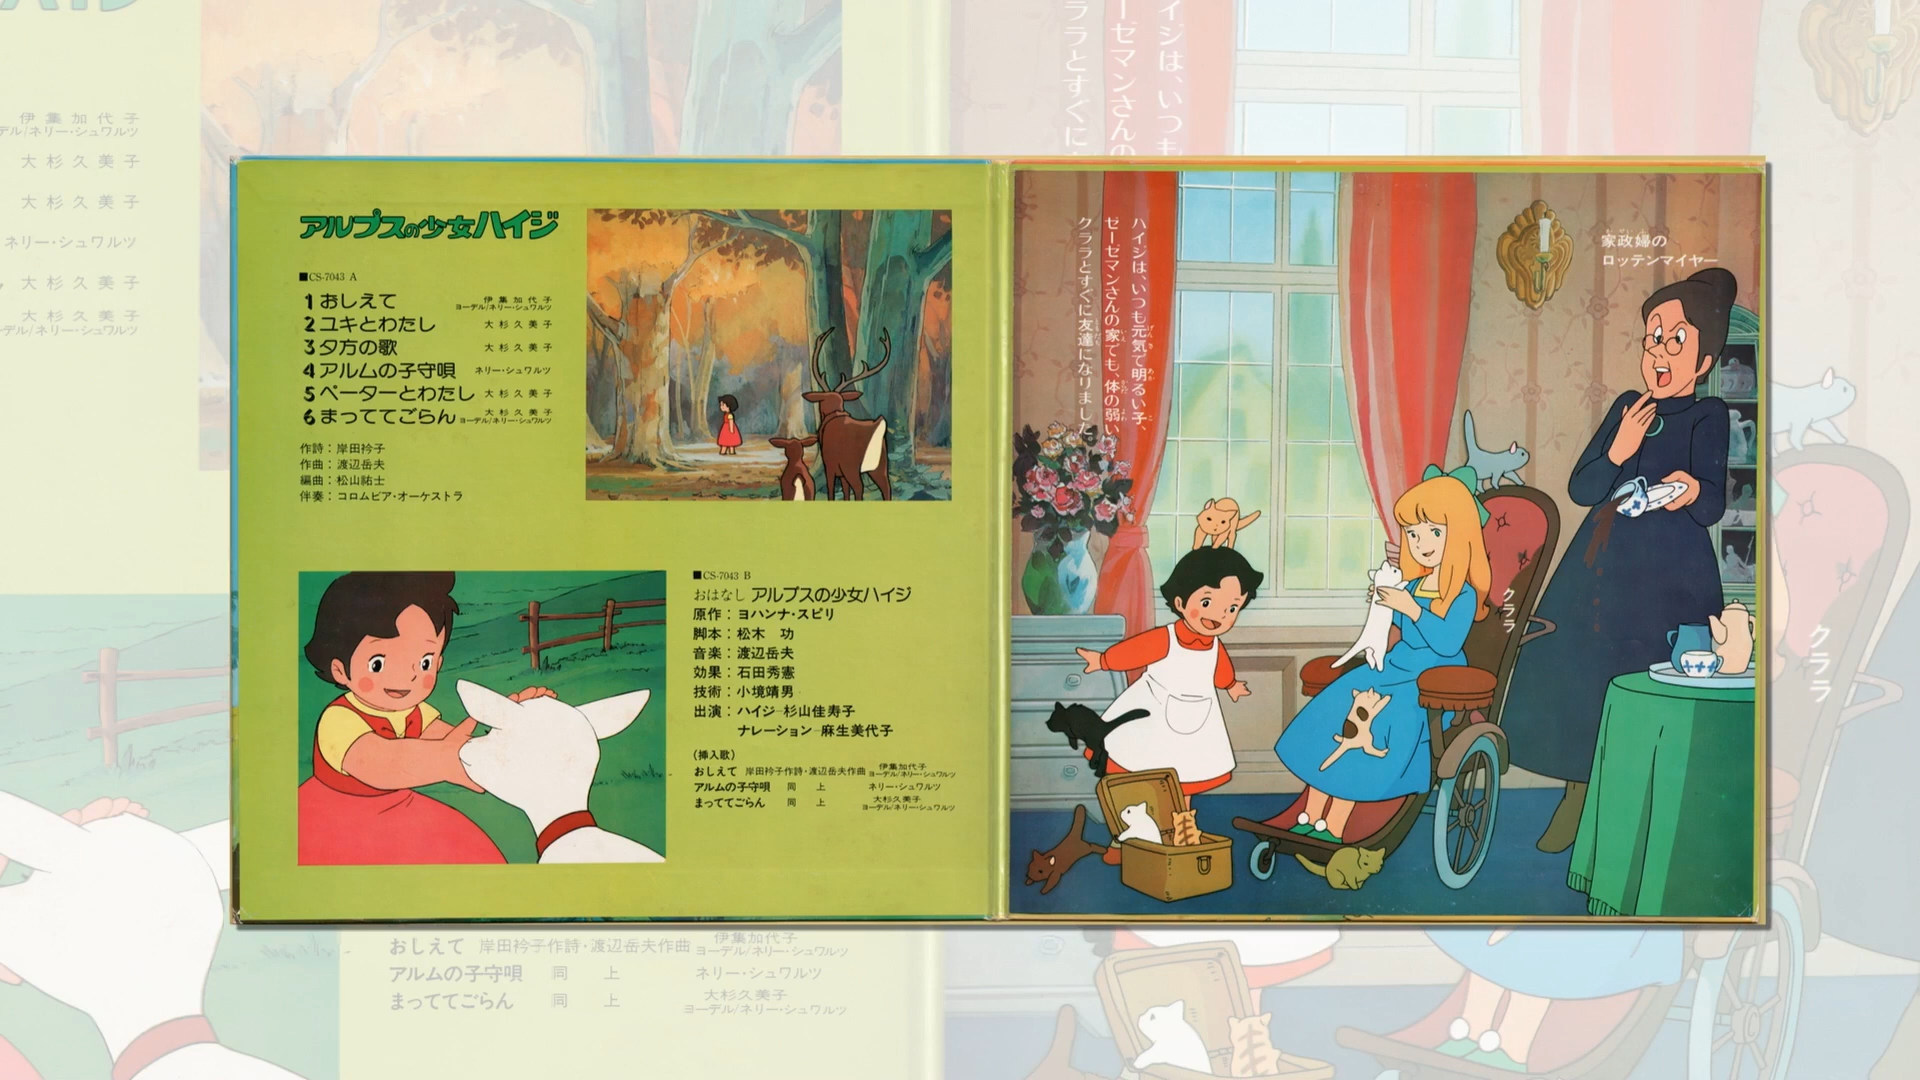 アルプスの少女ハイジ
■CS-7043 A
1 おしえて 伊集加代子
ヨーデル/ネリー・シュワルツ
2 ユキとわたし 大杉久美子
3 夕方の歌 大杉久美子
4 アルムの子守唄 ネリー・シュワルツ
5 ペーターとわたし 大杉久美子
6 まっててごらん 大杉久美子
ヨーデル/ネリー・シュワルツ
作詩：岸田衿子
作曲：渡辺岳夫
編曲：松山祐士
伴奏：コロムビア・オーケストラ
■CS-7043 B
おはなし アルプスの少女ハイジ
原作：ヨハンナ・スピリ
脚本：松木 功
音楽：渡辺岳夫
効果：石田秀憲
技術：小境靖男
出演：ハイジ—杉山佳寿子
ナレーション—麻生美代子
(挿入歌)
おしえて 岸田衿子作詩・渡辺岳夫作曲 伊集加代子
ヨーデル/ネリー・シュワルツ
アルムの子守唄 同 上 ネリー・シュワルツ
まっててごらん 同 上 大杉久美子
ヨーデル/ネリー・シュワルツ
ハイジは、いつも元気で明るい子、
ゼーゼマンさんの家でも、体の弱い
クララとすぐに友達になりました。
家政婦の
ロッテンマイヤー
クララ